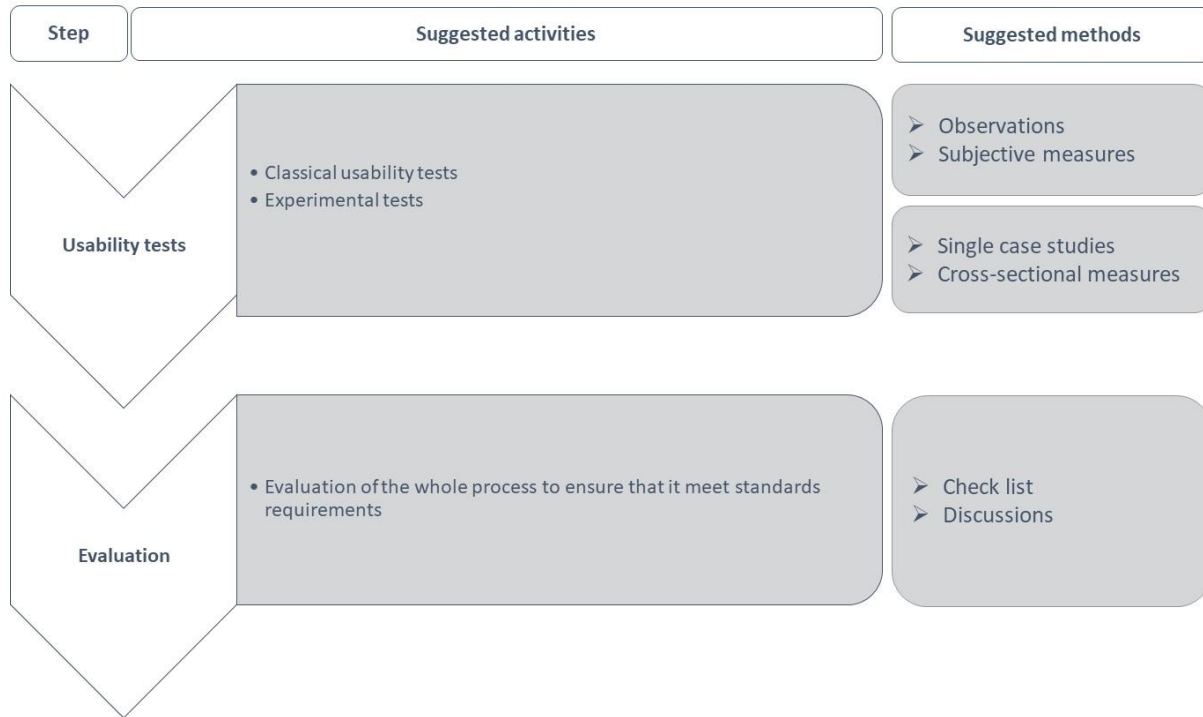 Step
Suggested activities
Suggested methods
Usability tests
• Classical usability tests
• Experimental tests
➢ Observations
➢ Subjective measures
➢ Single case studies
➢ Cross-sectional measures
Evaluation
• Evaluation of the whole process to ensure that it meet standards
requirements
➢ Check list
➢ Discussions